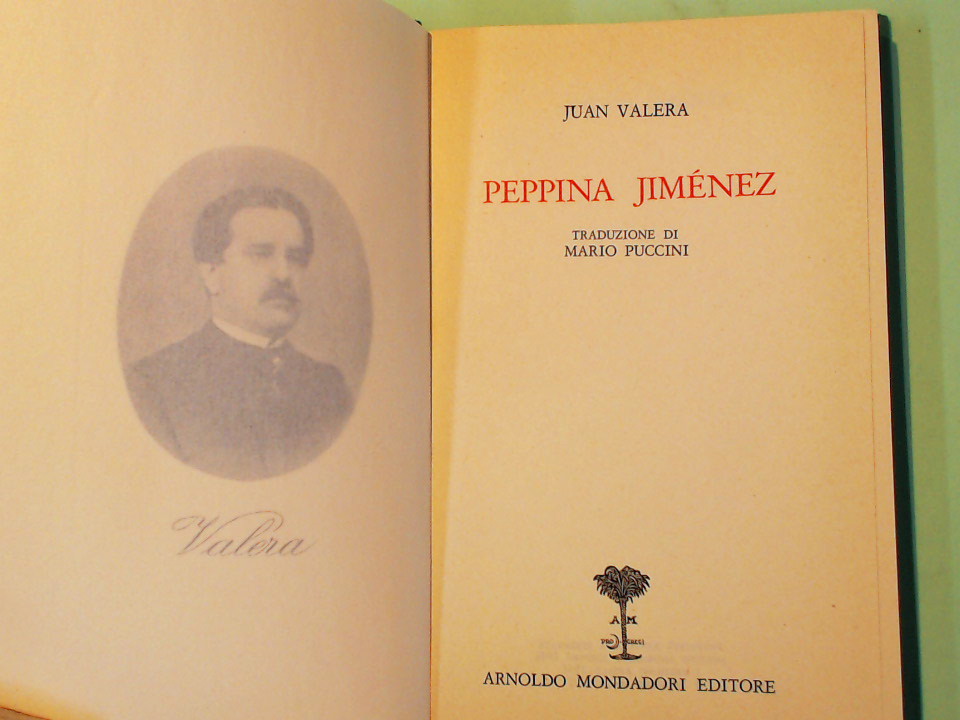 Valera
JUAN VALERA
PEPPINA JIMÉNEZ
TRADUZIONE DI
MARIO PUCCINI
A M
ARNOLDO MONDADORI EDITORE